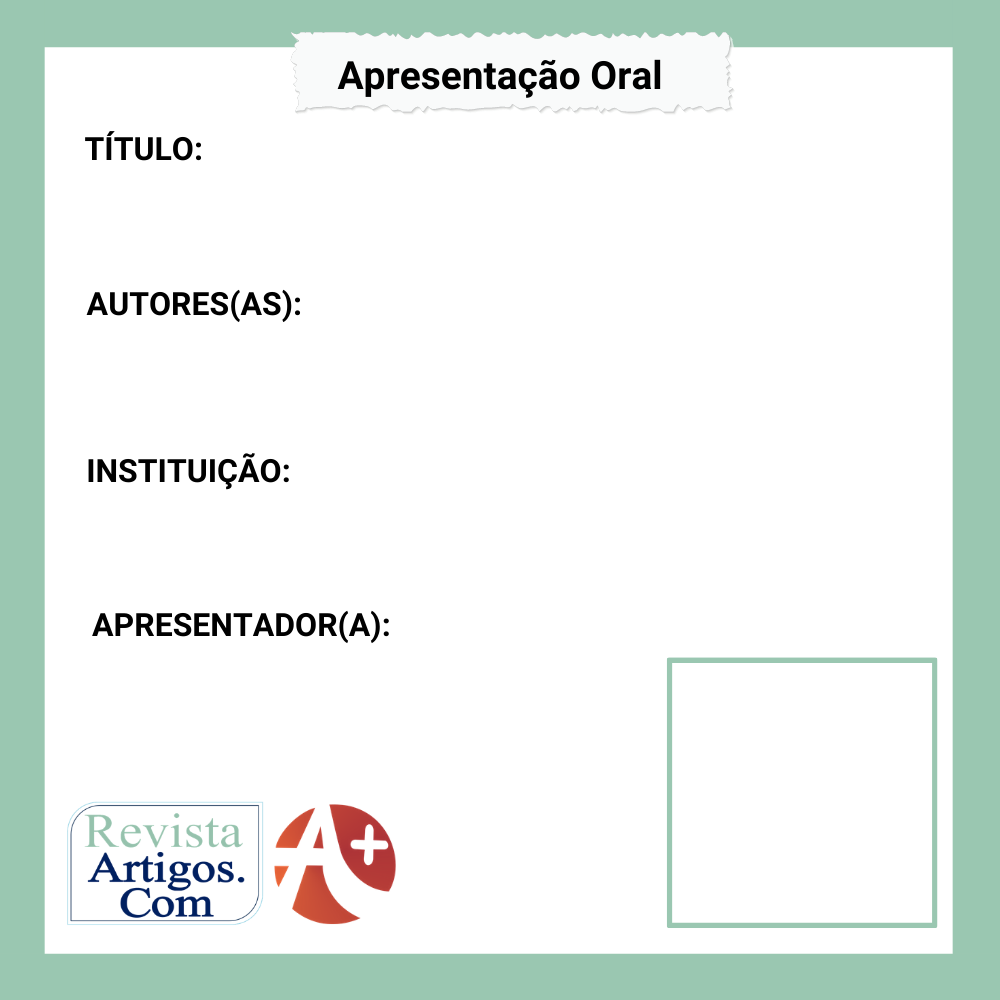 Apresentação Oral
TÍTULO:
AUTORES(AS):
INSTITUIÇÃO:
APRESENTADOR(A):
Revista
Artigos.
Com
A+